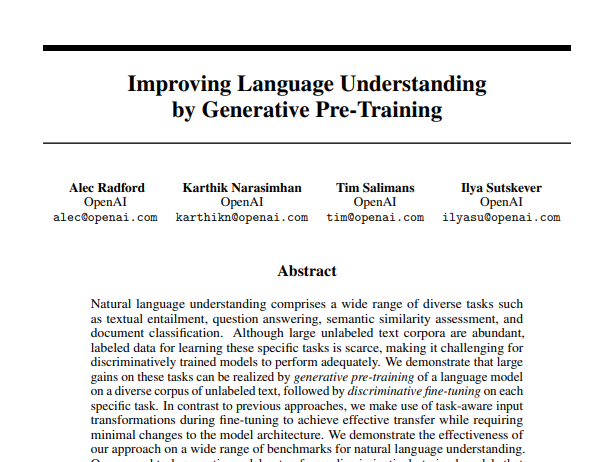 Improving Language Understanding
by Generative Pre-Training
Alec Radford
OpenAI
alec@openai.com
Karthik Narasimhan
OpenAI
karthikn@openai.com
Tim Salimans
OpenAI
tim@openai.com
Ilya Sutskever
OpenAI
ilyasu@openai.com
Abstract
Natural language understanding comprises a wide range of diverse tasks such
as textual entailment, question answering, semantic similarity assessment, and
document classification. Although large unlabeled text corpora are abundant,
labeled data for learning these specific tasks is scarce, making it challenging for
discriminatively trained models to perform adequately. We demonstrate that large
gains on these tasks can be realized by generative pre-training of a language model
on a diverse corpus of unlabeled text, followed by discriminative fine-tuning on each
specific task. In contrast to previous approaches, we make use of task-aware input
transformations during fine-tuning to achieve effective transfer while requiring
minimal changes to the model architecture. We demonstrate the effectiveness of
our approach on a wide range of benchmarks for natural language understanding.